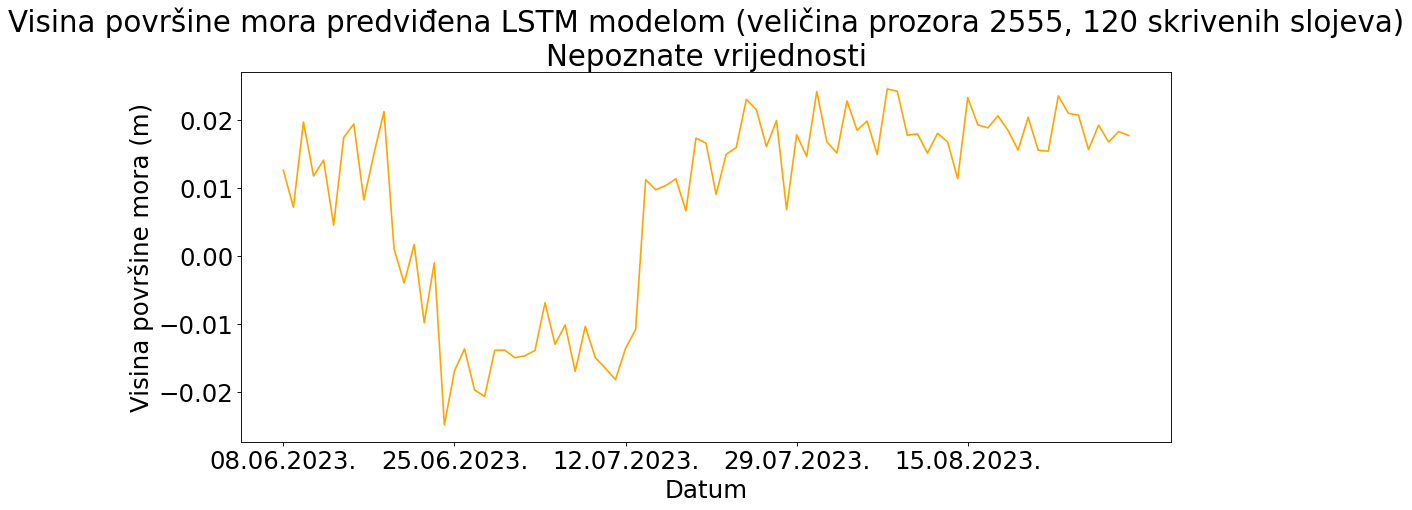 Visina površine mora predviđena LSTM modelom (veličina prozora 2555, 120 skrivenih slojeva)
Nepoznate vrijednosti
Visina površine mora (m)
0.02
0.01
0.00
−0.01
−0.02
08.06.2023. 25.06.2023. 12.07.2023. 29.07.2023. 15.08.2023.
Datum